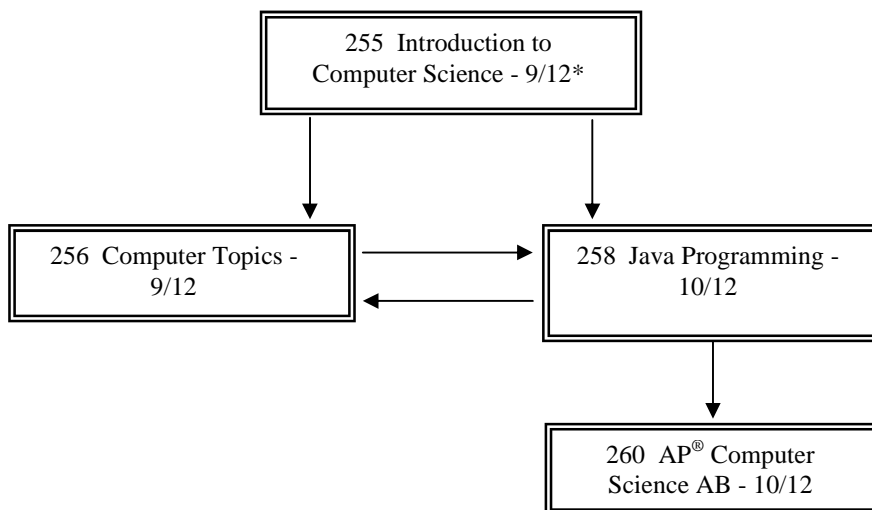 255 Introduction to
Computer Science - 9/12*
256 Computer Topics -
9/12
258 Java Programming -
10/12
260 AP® Computer
Science AB - 10/12